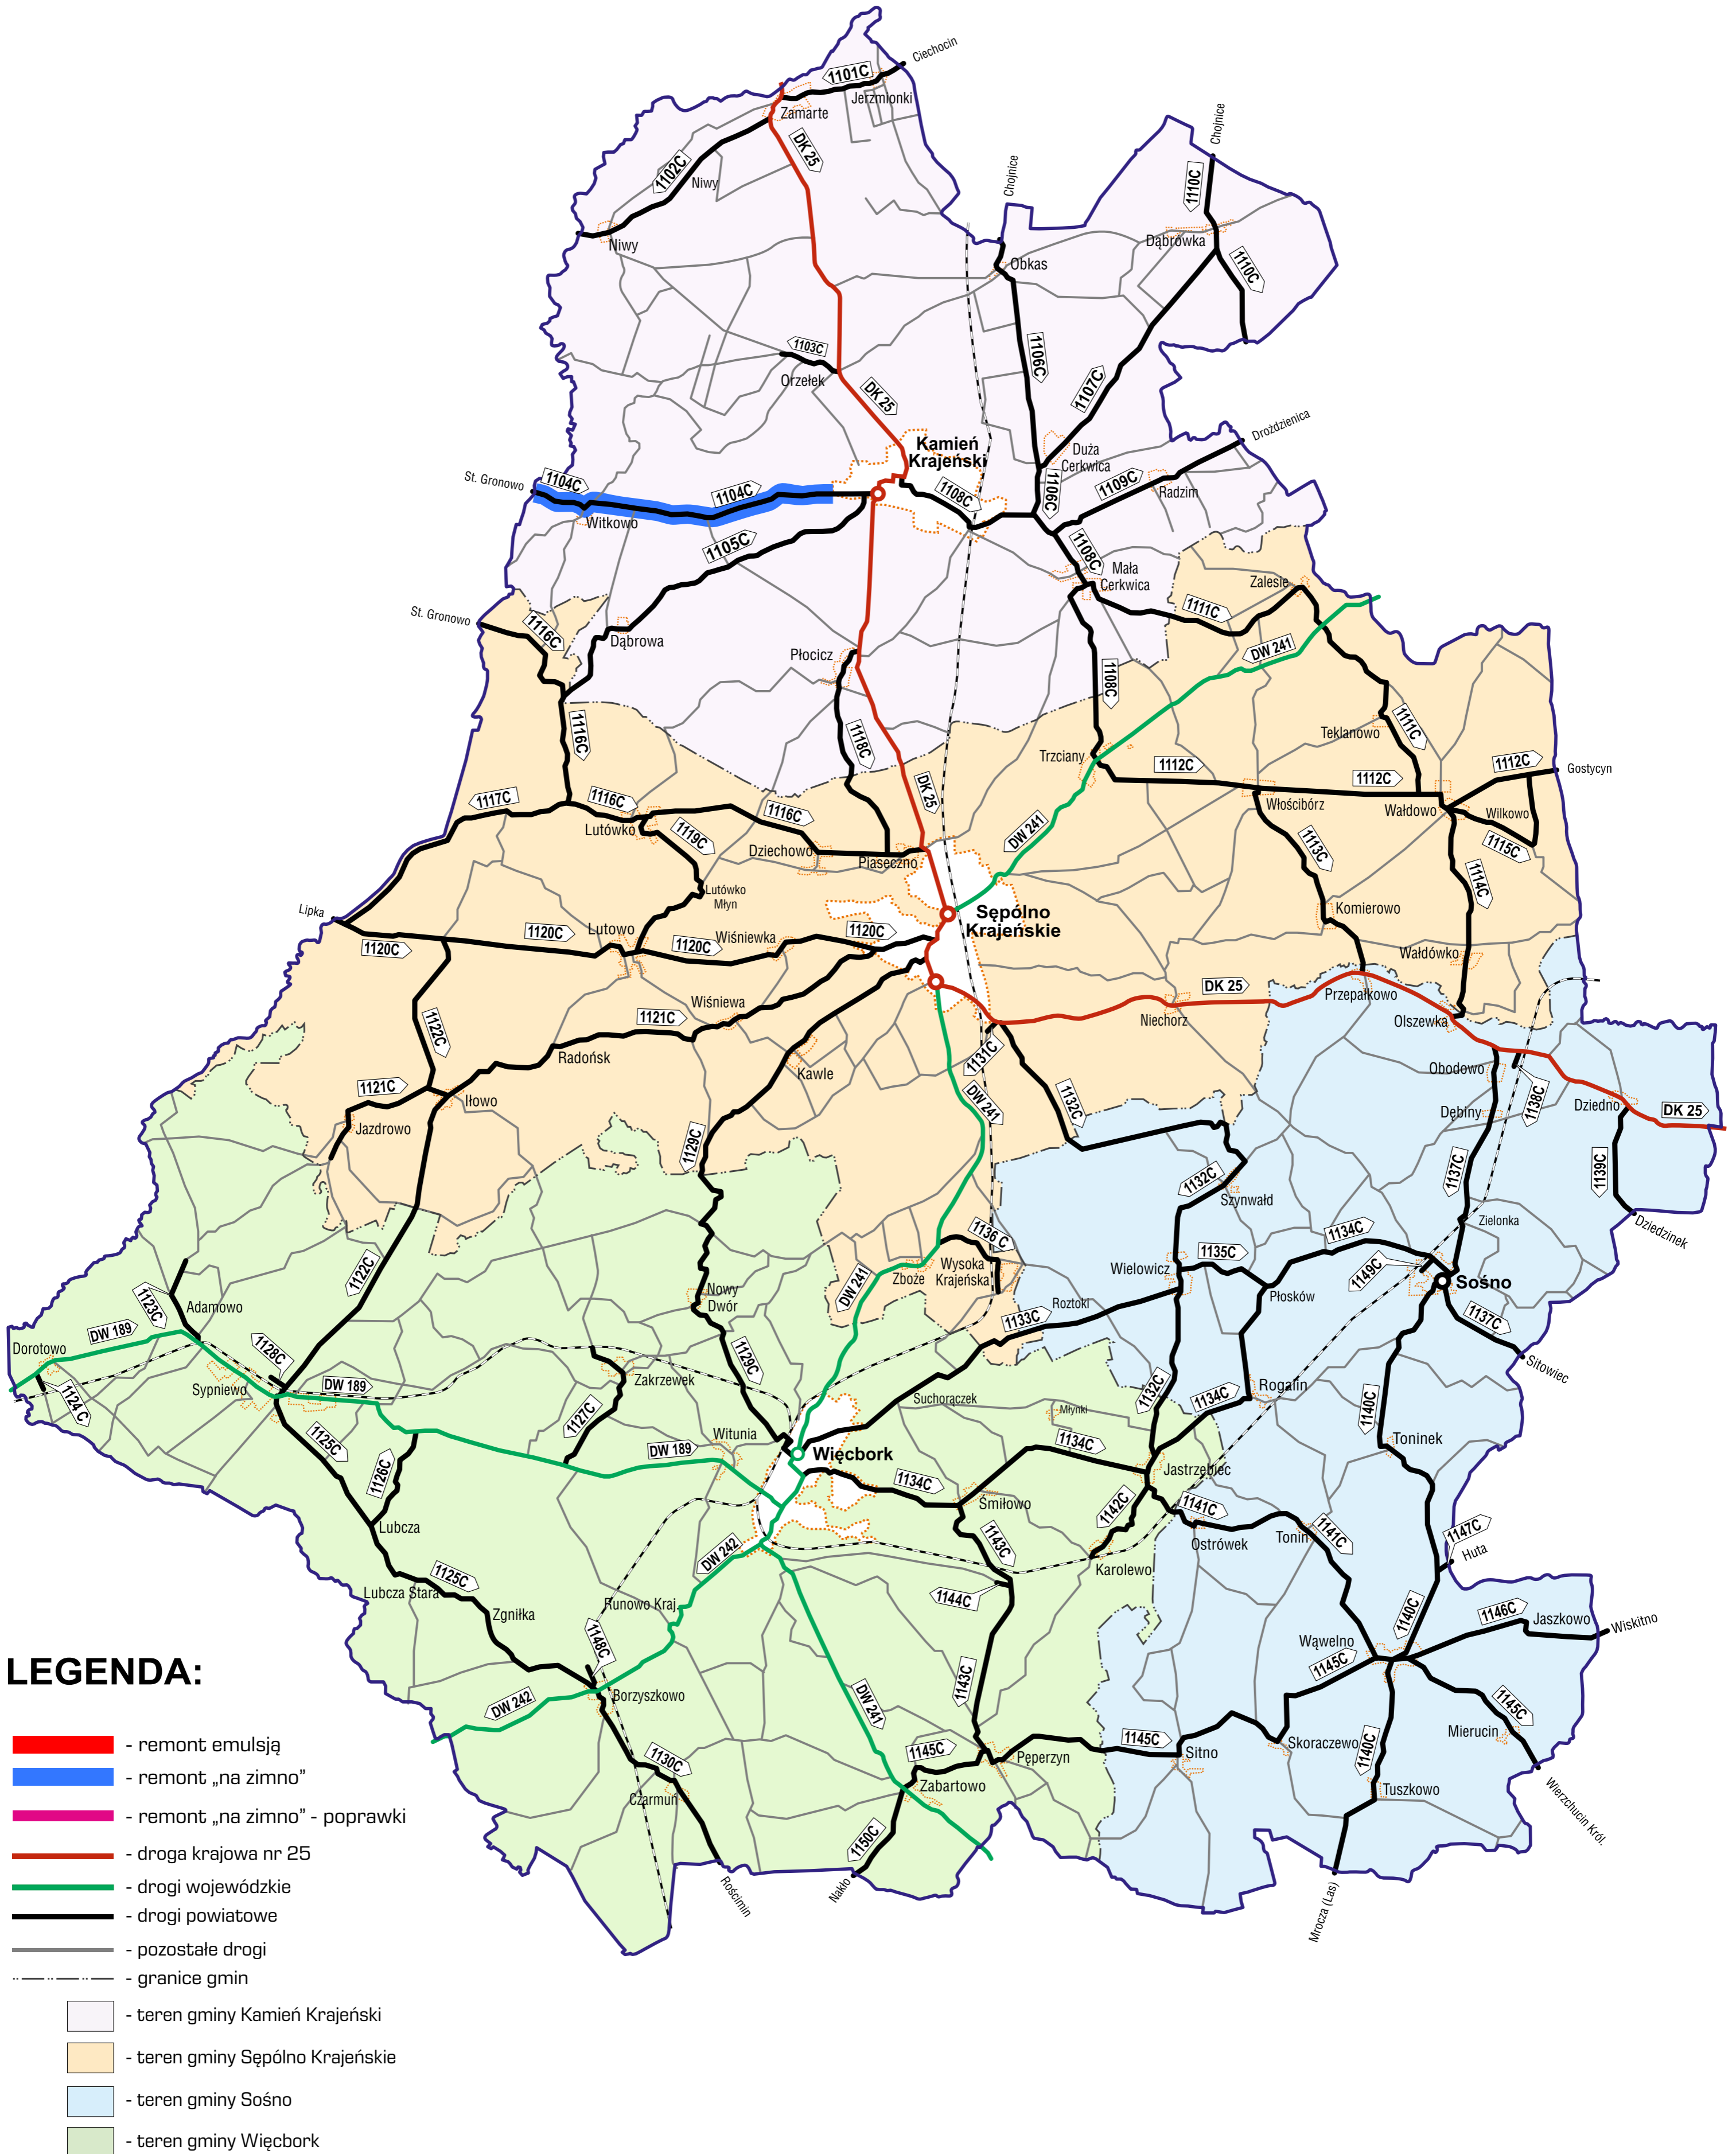 Ciechocin
1101C
Jerzmionki
Zamarte
DK 25
1102C
Niwy
Niwy
Chojnice
Chojnice
1110C
Dąbrówka
1110C
Obkas
1103C
Orzełek
DK 25
1106C
1107C
Kamień
Krajeński
Duża
Cerkwica
Drożdzienica
St. Gronowo
1104C
1104C
Witkowo
1108C
1106C
1109C
Radzim
1105C
1108C
Mała
Cerkwica
Zalesie
St. Gronowo
1116C
Dąbrowa
1111C
DW 241
Płocicz
1108C
1116C
1118C
Teklanowo
1111C
Trzciany
1112C
1112C
1112C
Gostycyn
DK 25
1117C
1116C
1116C
Lutówko
1119C
Dziechowo
Piaseczno
DW 241
Włościbórz
Wałdowo
Wilkowo
1113C
1115C
1114C
Lutówko
Młyn
Lipka
Sępólno
Krajeńskie
Komierowo
1120C
1120C
Lutowo
1120C
Wiśniewka
1120C
Wałdówko
DK 25
Przepałkowo
Niechorz
Olszewka
Wiśniewa
1121C
1122C
Radońsk
Kawle
1131C
Obodowo
1138C
1121C
Iłowo
DW 241
1132C
Dębiny
Dziedno
DK 25
Jazdrowo
1129C
1132C
Szynwałd
1137C
1139C
Zielonka
Dziedzinek
1136 C
Wysoka
Krajeńska
Zboże
1134C
1135C
Wielowicz
1149C
Sośno
1122C
DW 241
Nowy
Dwór
Roztoki
1133C
Płosków
1137C
Sitowiec
1123C
Adamowo
DW 189
Dorotowo
1128C
Sypniewo
DW 189
1124 C
Zakrzewek
1129C
Suchorączek
Młynki
1132C
1134C
Rogalin
1140C
1127C
Witunia
DW 189
Więcbork
1134C
1134C
Jastrzębiec
Toninek
1125C
1126C
Śmiłowo
1142C
1141C
Ostrówek
Tonin
1141C
Lubcza
1143C
1147C
Huta
DW 242
1144C
Karolewo
1125C
Lubcza Stara
Zgniłka
Runowo Kraj.
1148C
1140C
1146C
Jaszkowo
Wiskitno
Wąwelno
1145C
1143C
DW 242
Borzyszkowo
DW 241
1145C
Mierucin
1130C
1145C
Pęperzyn
1145C
Sitno
Skoraczewo
1140C
Czarmuń
Zabartowo
Tuszkowo
Wierzchucin Król.
1150C
Rościmin
Nakło
Mrocza (Las)
LEGENDA:
- remont emulsją
- remont „na zimno”
- remont „na zimno” - poprawki
- droga krajowa nr 25
- drogi wojewódzkie
- drogi powiatowe
- pozostałe drogi
- granice gmin
- teren gminy Kamień Krajeński
- teren gminy Sępólno Krajeńskie
- teren gminy Sośno
- teren gminy Więcbork